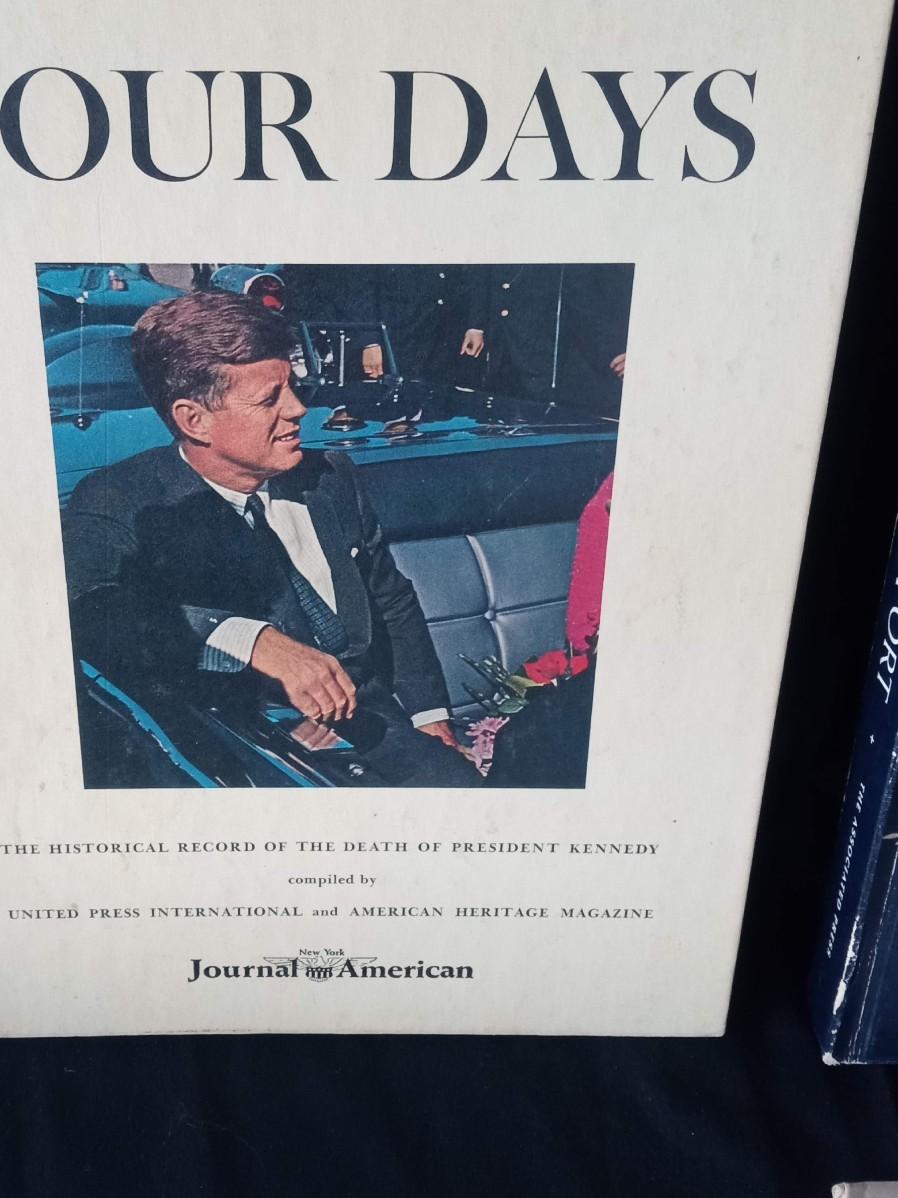 OUR DAYS
THE HISTORICAL RECORD OF THE DEATH OF PRESIDENT KENNEDY
compiled by
UNITED PRESS INTERNATIONAL and AMERICAN HERITAGE MAGAZINE
New York
Journal American
ORT
THE ASSOCIATED PRESS